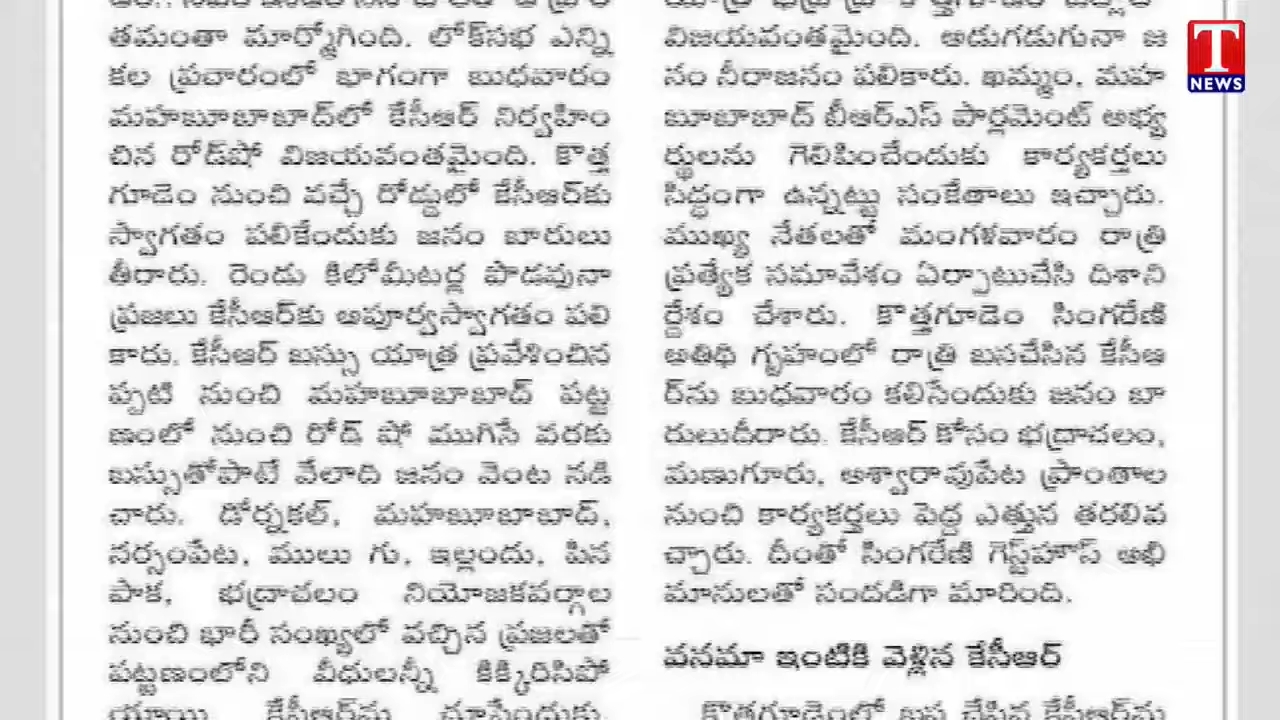 తమంతా మార్మోగింది. లోక్‌సభ ఎన్ని
కల ప్రచారంలో భాగంగా బుధవారం
మహబూబాబాద్‌లో కేసీఆర్ నిర్వహిం
చిన రోడ్‌షో విజయవంతమైంది. కొత్త
గూడెం నుంచి వచ్చే రోడ్డులో కేసీఆర్‌కు
స్వాగతం పలికేందుకు జనం బారులు
తీరారు. రెండు కిలోమీటర్ల పొడవునా
ప్రజలు కేసీఆర్‌కు అపూర్వస్వాగతం పలి
కారు. కేసీఆర్ బస్సు యాత్ర ప్రవేశించిన
ప్పటి నుంచి మహబూబాబాద్ పట్ట
ణంలో నుంచి రోడ్ షో ముగిసే వరకు
బస్సుతోపాటే వేలాది జనం వెంట నడి
చారు. డోర్నకల్, మహబూబాబాద్,
నర్సంపేట, ములు గు, ఇల్లందు, పిన
పాక, భద్రాచలం నియోజకవర్గాల
నుంచి భారీ సంఖ్యలో వచ్చిన ప్రజలతో
పట్టణంలోని వీధులన్నీ కిక్కిరిసిపో
విజయవంతమైంది. అడుగడుగునా జ
నం నీరాజనం పలికారు. ఖమ్మం, మహ
బూబాబాద్ బీఆర్ఎస్ పార్లమెంట్ అభ్య
ర్థులను గెలిపించేందుకు కార్యకర్తలు
సిద్ధంగా ఉన్నట్టు సంకేతాలు ఇచ్చారు.
ముఖ్య నేతలతో మంగళవారం రాత్రి
ప్రత్యేక సమావేశం ఏర్పాటుచేసి దిశాని
ర్దేశం చేశారు. కొత్తగూడెం సింగరేణి
అతిథి గృహంలో రాత్రి బసచేసిన కేసీఆ
ర్‌ను బుధవారం కలిసేందుకు జనం బా
రులుదీరారు. కేసీఆర్ కోసం భద్రాచలం,
మణుగూరు, అశ్వారావుపేట ప్రాంతాల
నుంచి కార్యకర్తలు పెద్ద ఎత్తున తరలివ
చ్చారు. దీంతో సింగరేణి గెస్ట్‌హౌస్ అభి
మానులతో సందడిగా మారింది.
వనమా ఇంటికి వెళ్లిన కేసీఆర్
కొత్తగూడెంలో బస చేసిన కేసీఆర్‌ను
T
NEWS